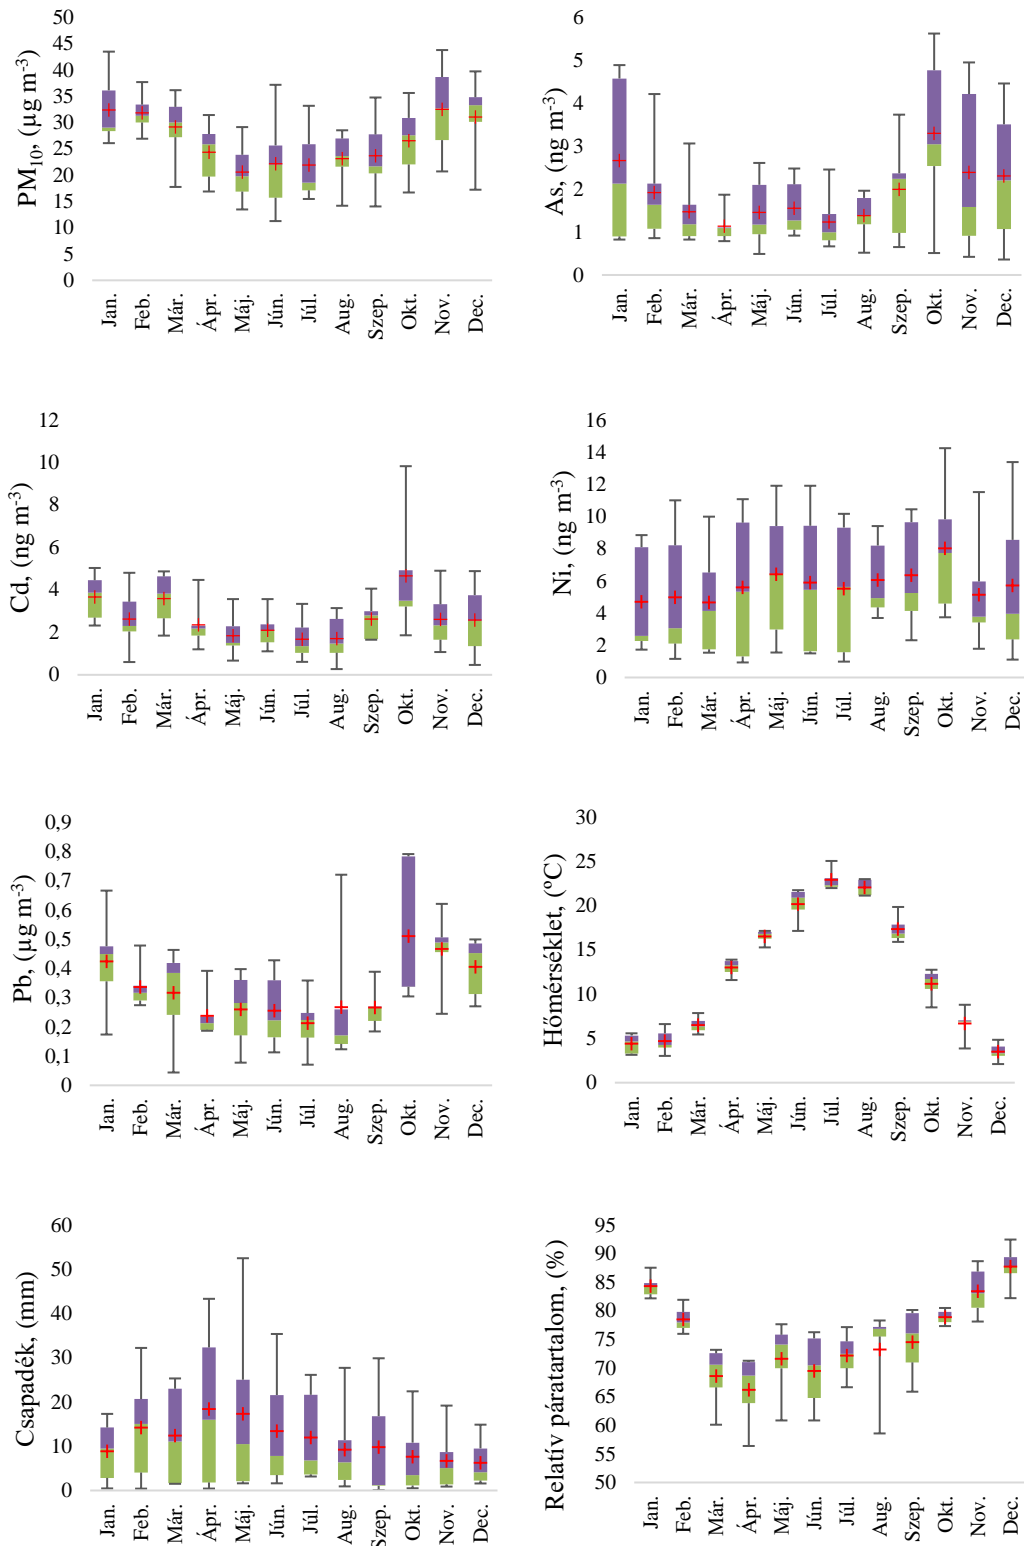 PM10, (µg m-3)
50
45
40
35
30
25
20
15
10
5
0
Jan.
Feb.
Már.
Ápr.
Máj.
Jún.
Júl.
Aug.
Szep.
Okt.
Nov.
Dec.
As, (ng m-3)
6
5
4
3
2
1
0
Jan.
Feb.
Már.
Ápr.
Máj.
Jún.
Júl.
Aug.
Szep.
Okt.
Nov.
Dec.
Cd, (ng m-3)
12
10
8
6
4
2
0
Jan.
Feb.
Már.
Ápr.
Máj.
Jún.
Júl.
Aug.
Szep.
Okt.
Nov.
Dec.
Ni, (ng m-3)
16
14
12
10
8
6
4
2
0
Jan.
Feb.
Már.
Ápr.
Máj.
Jún.
Júl.
Aug.
Szep.
Okt.
Nov.
Dec.
Pb, (µg m-3)
0,9
0,8
0,7
0,6
0,5
0,4
0,3
0,2
0,1
0
Jan.
Feb.
Már.
Ápr.
Máj.
Jún.
Júl.
Aug.
Szep.
Okt.
Nov.
Dec.
Hőmérséklet, (ºC)
30
25
20
15
10
5
0
Jan.
Feb.
Már.
Ápr.
Máj.
Jún.
Júl.
Aug.
Szep.
Okt.
Nov.
Dec.
Csapadék, (mm)
60
50
40
30
20
10
0
Jan.
Feb.
Már.
Ápr.
Máj.
Jún.
Júl.
Aug.
Szep.
Okt.
Nov.
Dec.
Relatív páratartalom, (%)
95
90
85
80
75
70
65
60
55
50
Jan.
Feb.
Már.
Ápr.
Máj.
Jún.
Júl.
Aug.
Szep.
Okt.
Nov.
Dec.